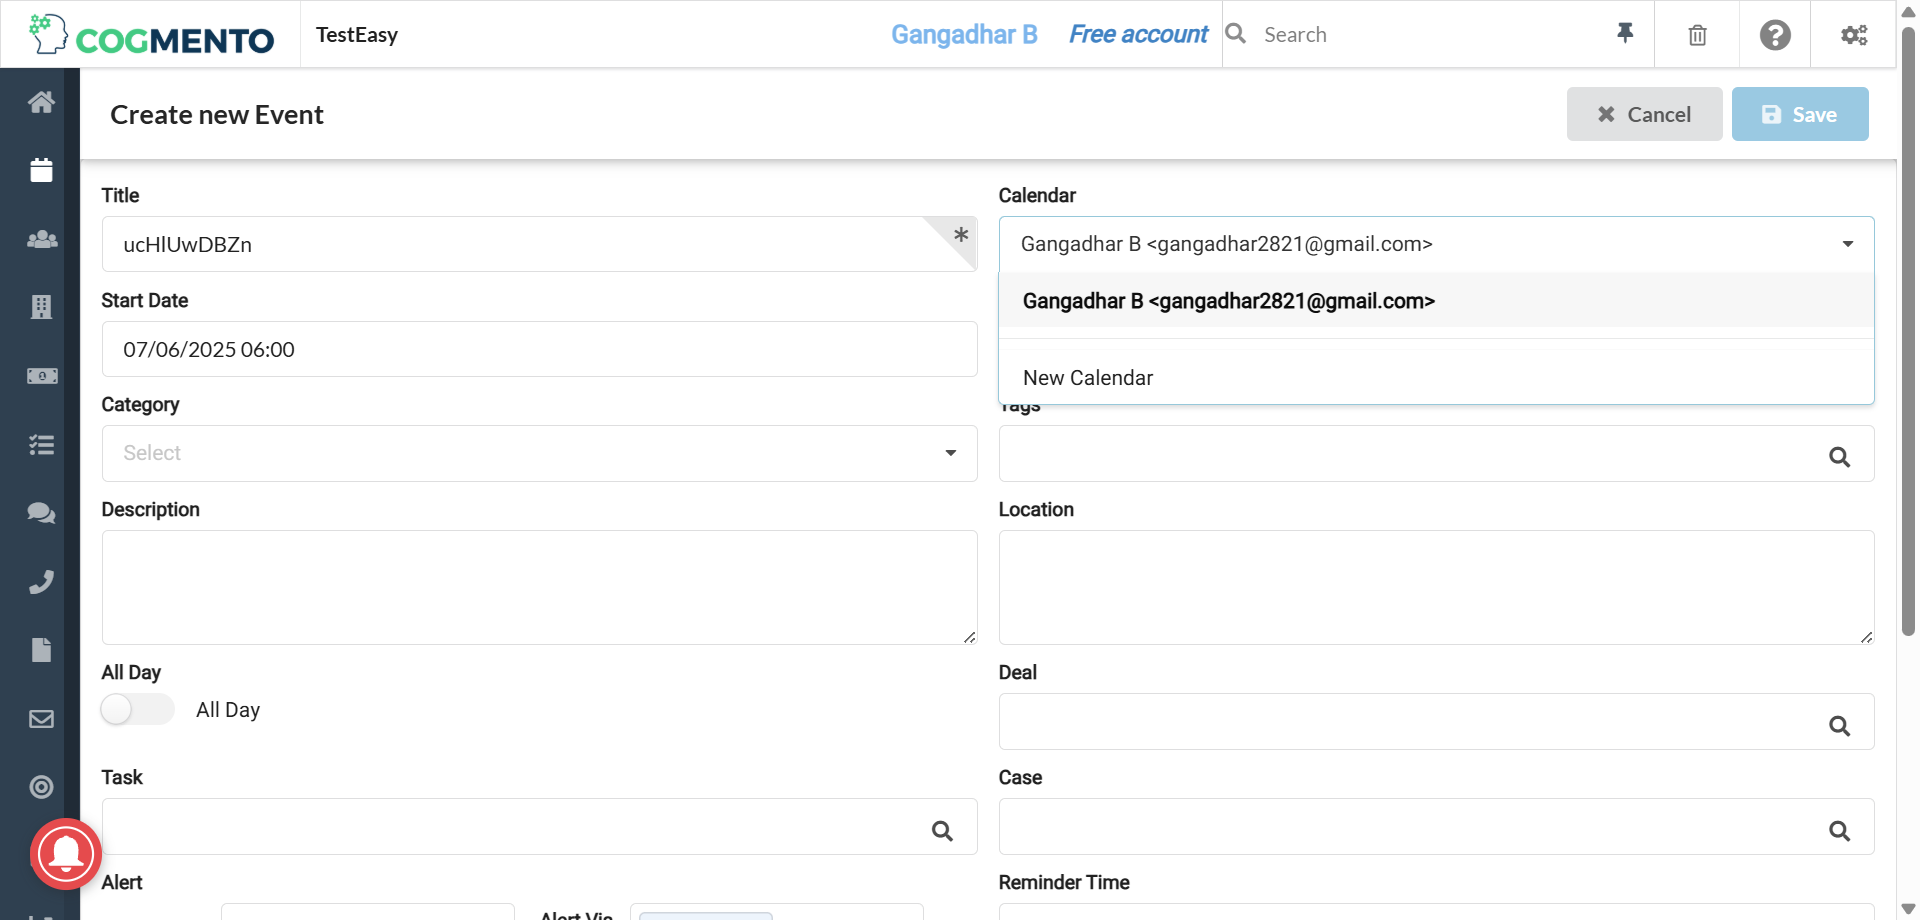 COGMENTO
TestEasy
Gangadhar B
Free account
Search
Create new Event
Cancel
Save
Title
Calendar
ucHlUwDBZn
*
Gangadhar B <gangadhar2821@gmail.com>
Gangadhar B <gangadhar2821@gmail.com>
New Calendar
Start Date
07/06/2025 06:00
Category
Tags
Select
Description
Location
All Day
All Day
Deal
Task
Case
Alert
Reminder Time
Alert Via